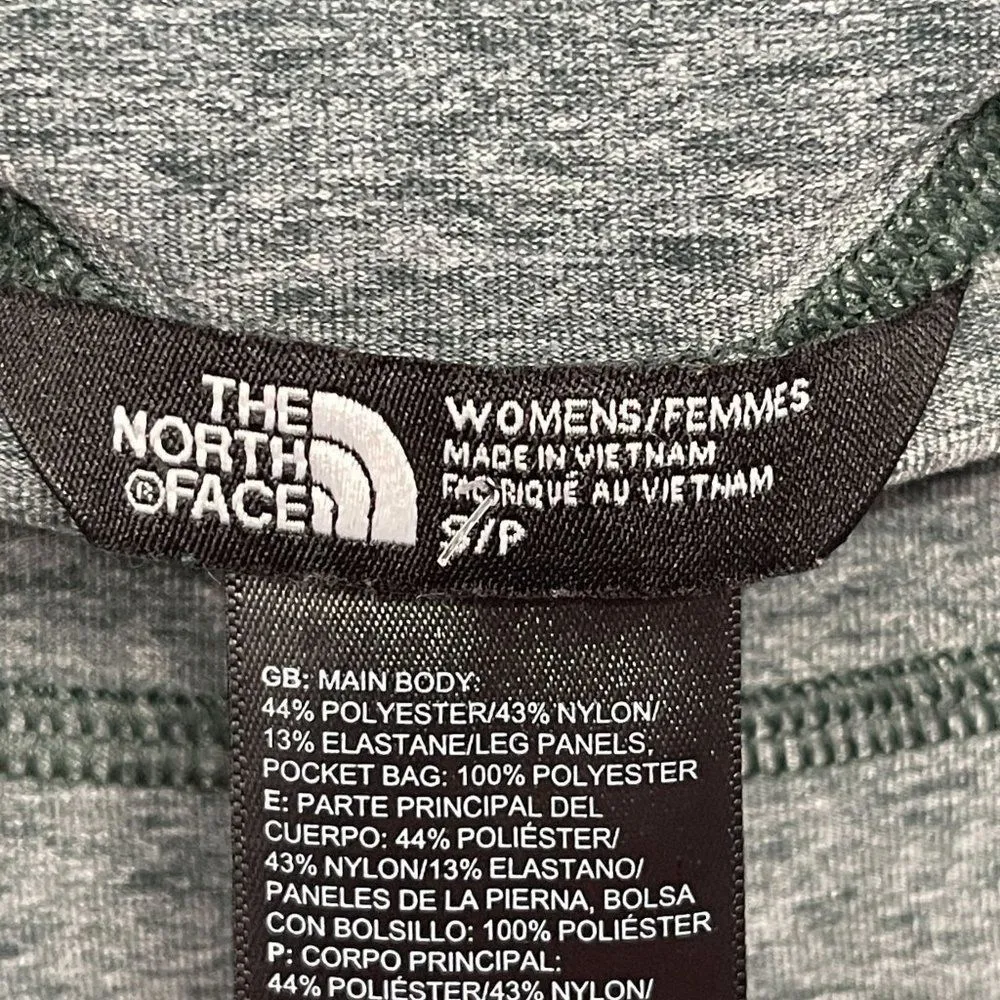 THE
NORTH
®FACE
WOMENS/FEMMES
MADE IN VIETNAM
FABRIQUÉ AU VIETNAM
S/P
GB: MAIN BODY:
44% POLYESTER/43% NYLON/
13% ELASTANE/LEG PANELS,
POCKET BAG: 100% POLYESTER
E: PARTE PRINCIPAL DEL
CUERPO: 44% POLIÉSTER/
43% NYLON/13% ELASTANO/
PANELES DE LA PIERNA, BOLSA
CON BOLSILLO: 100% POLIÉSTER
P: CORPO PRINCIPAL:
44% POLIÉSTER/43% NYLON/